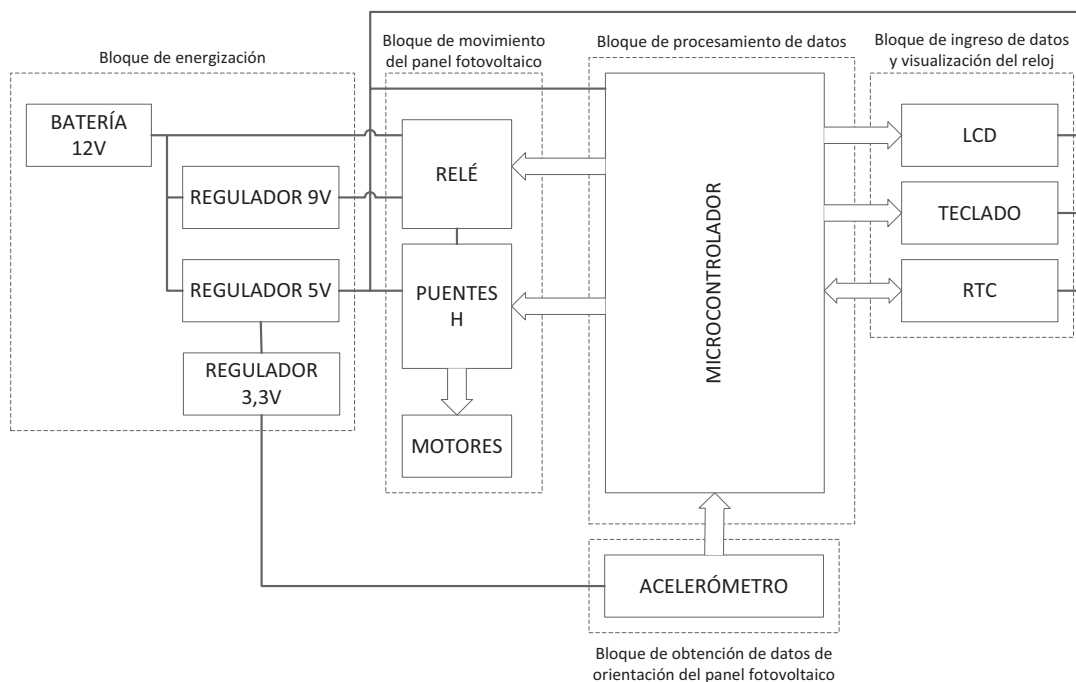 Bloque de energización
BATERÍA
12V
REGULADOR 9V
REGULADOR 5V
REGULADOR
3,3V
Bloque de movimiento
del panel fotovoltaico
RELÉ
PUENTES
H
MOTORES
Bloque de procesamiento de datos
MICROCONTROLADOR
Bloque de ingreso de datos
y visualización del reloj
LCD
TECLADO
RTC
ACELERÓMETRO
Bloque de obtención de datos de
orientación del panel fotovoltaico